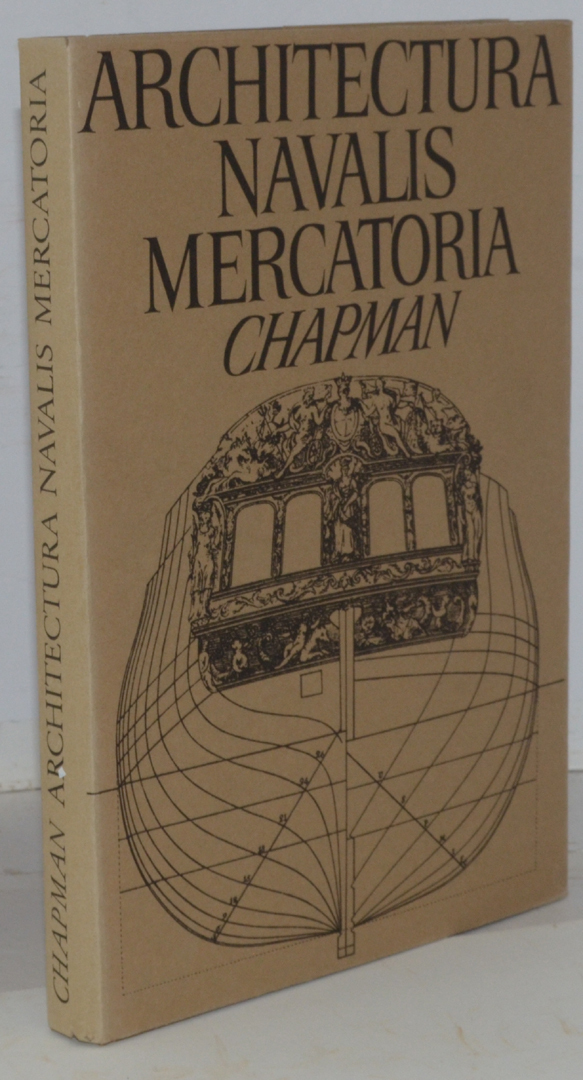 ARCHITECTURA
NAVALIS
MERCATORIA
CHAPMAN
CHAPMAN ARCHITECTURA NAVALIS MERCATORIA